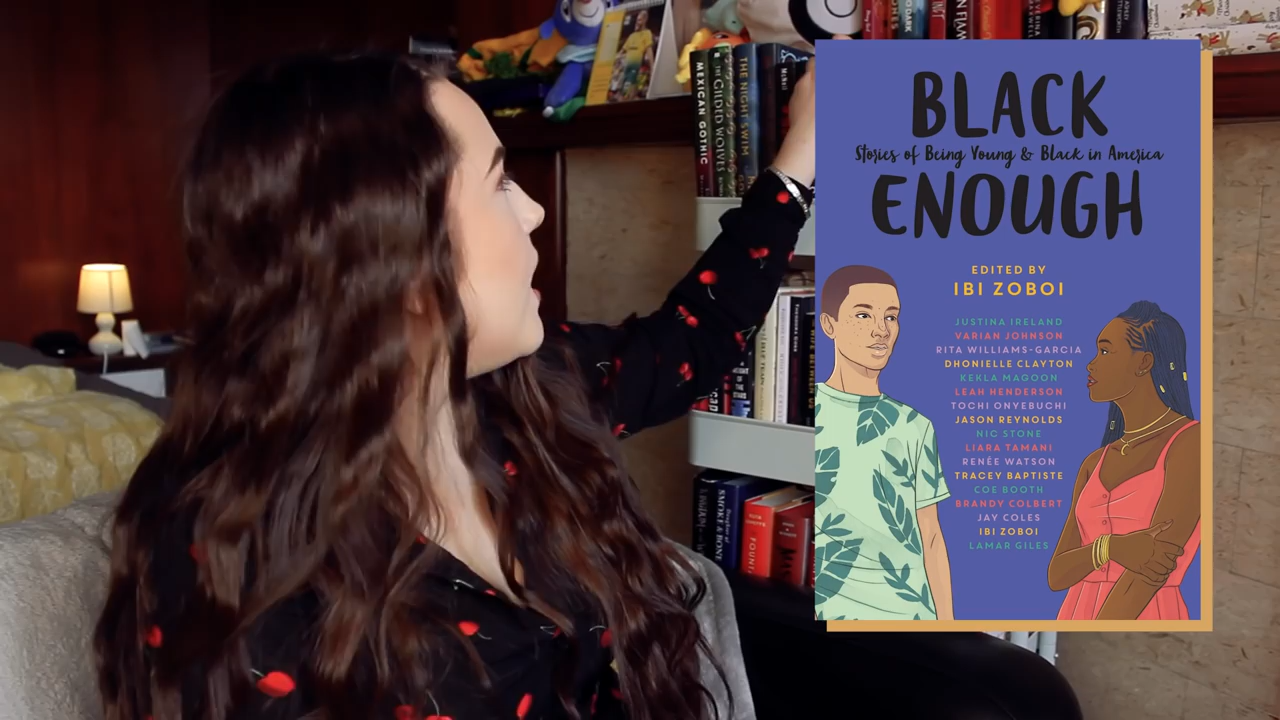 MEXICAN GOTHIC
THE GILDED WOLVES
THE NIGHT SWIM
BLACK
Stories of Being Young & Black in America
ENOUGH
EDITED BY
IBI ZOBOI
JUSTINA IRELAND
VARIAN JOHNSON
RITA WILLIAMS-GARCIA
DHONIELLE CLAYTON
KEKLA MAGOON
LEAH HENDERSON
TOCHI ONYEBUCHI
JASON REYNOLDS
NIC STONE
LIARA TAMANI
RENÉE WATSON
TRACEY BAPTISTE
COE BOOTH
BRANDY COLBERT
JAY COLES
IBI ZOBOI
LAMAR GILES
SMOKE & BONE